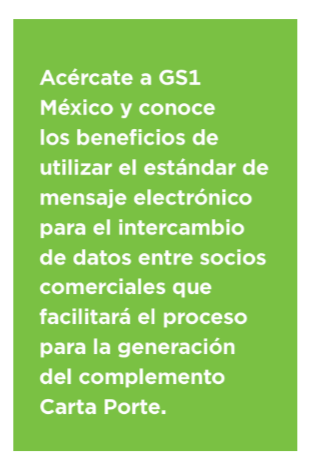 Acércate a GS1
México y conoce
los beneficios de
utilizar el estándar de
mensaje electrónico
para el intercambio
de datos entre socios
comerciales que
facilitará el proceso
para la generación
del complemento
Carta Porte.